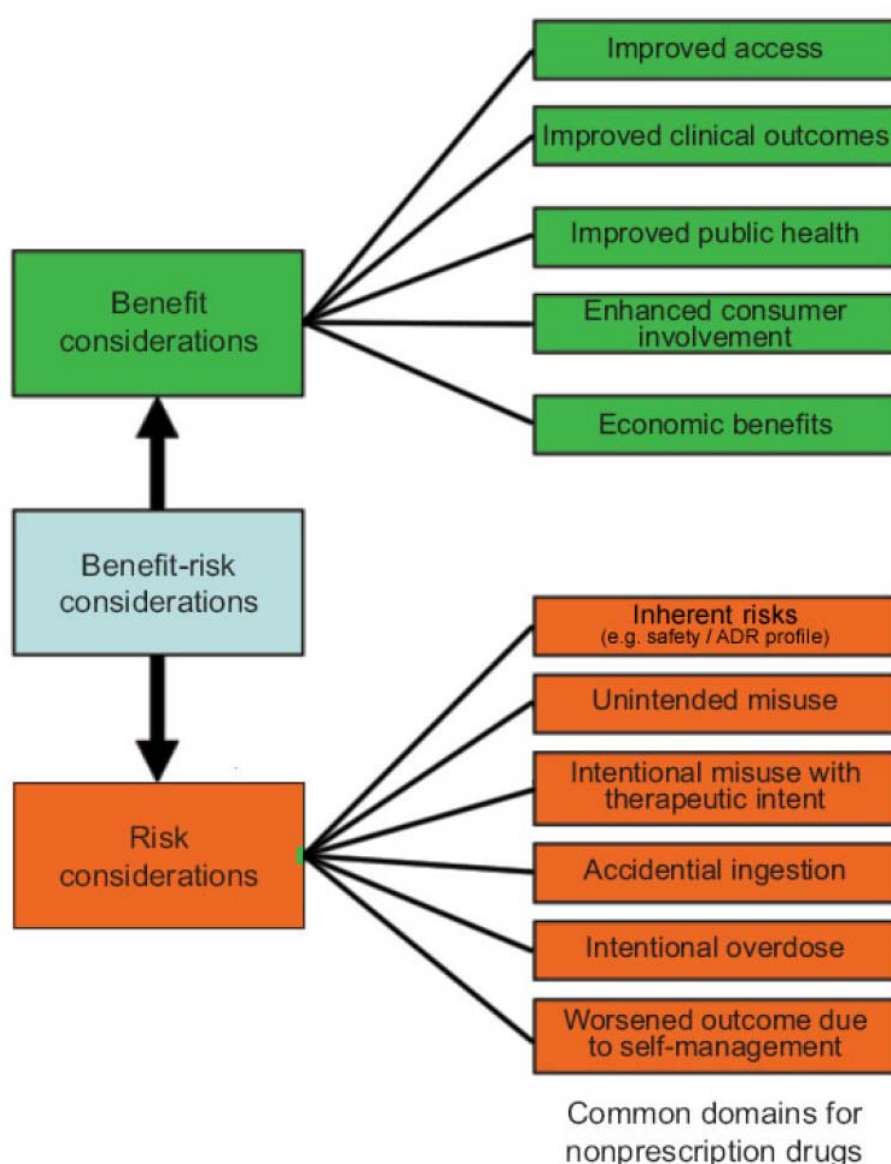 Improved access
Improved clinical outcomes
Improved public health
Benefit
considerations
Enhanced consumer
involvement
Economic benefits
Benefit-risk
considerations
Inherent risks
(e.g. safety / ADR profile)
Unintended misuse
Intentional misuse with
therapeutic intent
Risk
considerations
Accidential ingestion
Intentional overdose
Worsened outcome due
to self-management
Common domains for
nonprescription drugs